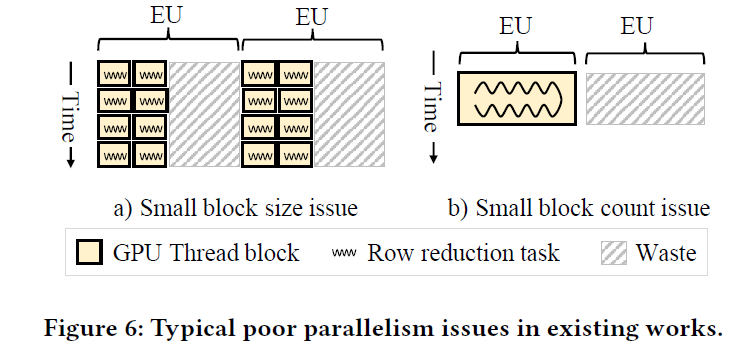 EU EU
EU EU
Time
Time
a) Small block size issue
b) Small block count issue
GPU Thread block
Row reduction task
Waste
Figure 6: Typical poor parallelism issues in existing works.